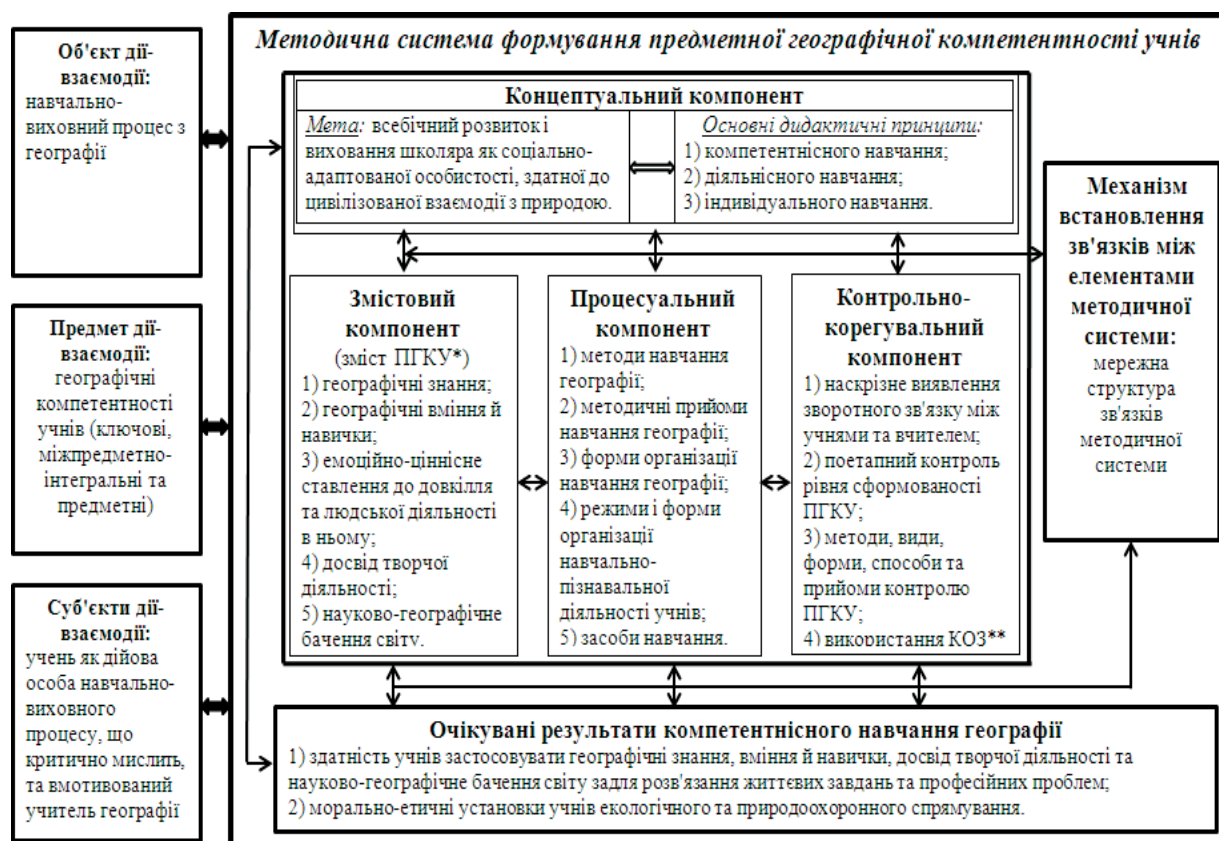 Методична система формування предметної географічної компетентності учнів
Об'єкт дії-
взаємодії:
навчально-
виховний процес з
географії
Предмет дії-
взаємодії:
географічні
компетентності
учнів (ключові,
міжпредметно-
інтегральні та
предметні)
Суб'єкти дії-
взаємодії:
учень як дійова
особа навчально-
виховного
процесу, що
критично мислить,
та вмотивований
учитель географії
Концептуальний компонент
Мета: всебічний розвиток і
виховання школяра як соціально-
адаптованої особистості, здатної до
цивілізованої взаємодії з природою.
Основні дидактичні принципи:
1) компетентнісного навчання;
2) діяльнісного навчання;
3) індивідуального навчання.
Змістовий
компонент
(зміст ПГКУ*)
1) географічні знання;
2) географічні вміння й
навички;
3) емоційно-ціннісне
ставлення до довкілля
та людської діяльності
в ньому;
4) досвід творчої
діяльності;
5) науково-географічне
бачення світу.
Процесуальний
компонент
1) методи навчання
географії;
2) методичні прийоми
навчання географії;
3) форми організації
навчання географії;
4) режими і форми
організації
навчально-
пізнавальної
діяльності учнів;
5) засоби навчання.
Контрольно-
корегувальний
компонент
1) наскрізне виявлення
зворотного зв'язку між
учнями та вчителем;
2) поетапний контроль
рівня сформованості
ПГКУ;
3) методи, види,
форми, способи та
прийоми контролю
ПГКУ;
4) використання КОЗ**
Механізм
встановлення
зв'язків між
елементами
методичної
системи:
мережна
структура
зв'язків
методичної
системи
Очікувані результати компетентнісного навчання географії
1) здатність учнів застосовувати географічні знання, вміння й навички, досвід творчої діяльності та
науково-географічне бачення світу задля розв'язання життєвих завдань та професійних проблем;
2) морально-етичні установки учнів екологічного та природоохоронного спрямування.